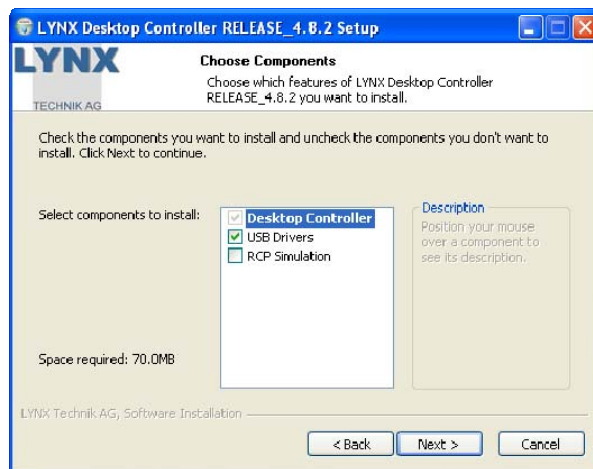 LYNX Desktop Controller RELEASE_4.8.2 Setup
LYNX
TECHNIK AG
Choose Components
Choose which features of LYNX Desktop Controller
RELEASE_4.8.2 you want to install.
Check the components you want to install and uncheck the components you don't want to
install. Click Next to continue.
Select components to install:
Desktop Controller
USB Drivers
RCP Simulation
Description
Position your mouse
over a component to
see its description.
Space required: 70.0MB
LYNX Technik AG, Software Installation
< Back
Next >
Cancel